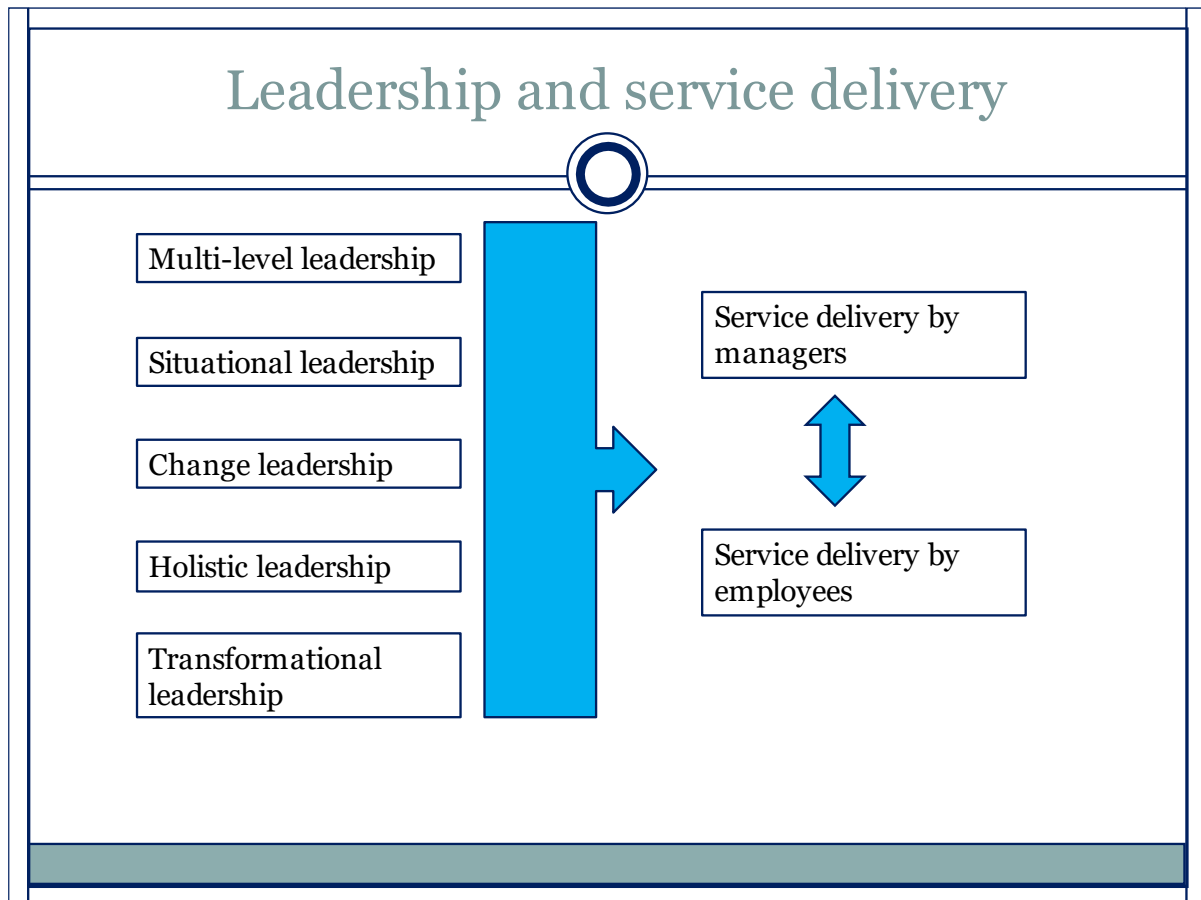 Leadership and service delivery
Multi-level leadership
Situational leadership
Change leadership
Holistic leadership
Transformational
leadership
Service delivery by
managers
Service delivery by
employees